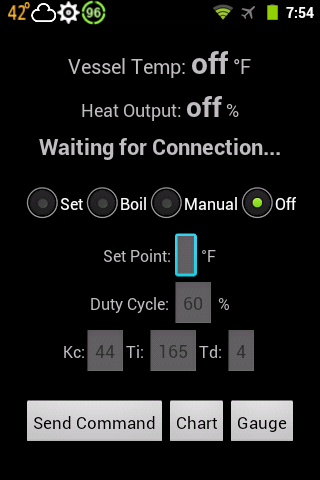 42° 96 7:54
Vessel Temp: off °F
Heat Output: off %
Waiting for Connection...
Set Boil Manual Off
Set Point: °F
Duty Cycle: 60 %
Kc: 44 Ti: 165 Td: 4
Send Command Chart Gauge